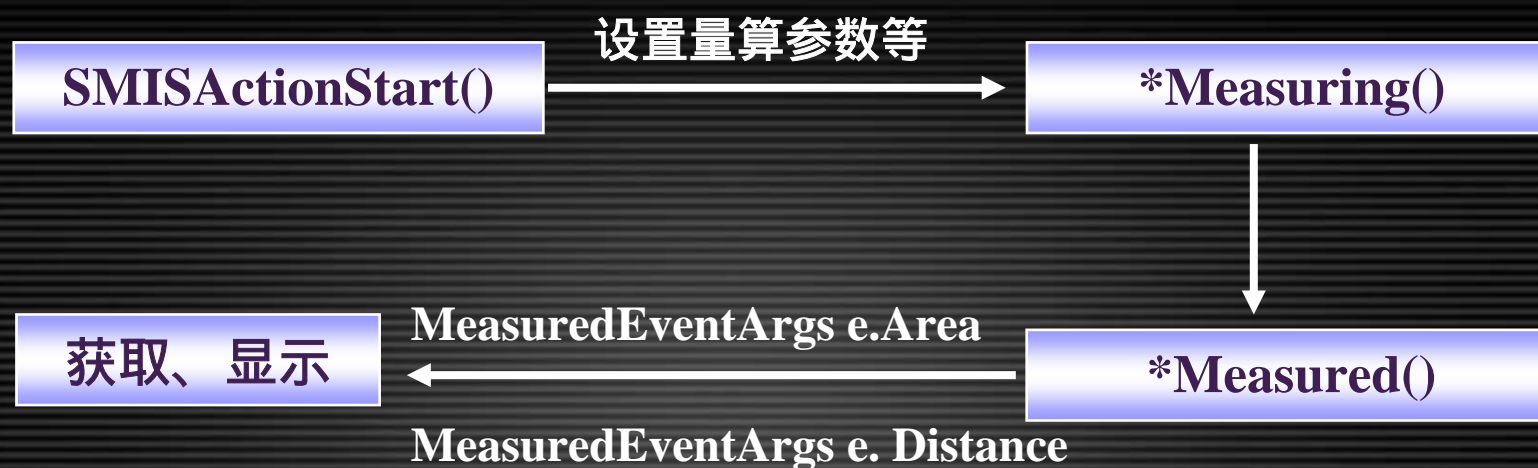 设置量算参数等
SMISActionStart()
*Measuring()
MeasuredEventArgs e.Area
获取、显示
*Measured()
MeasuredEventArgs e. Distance